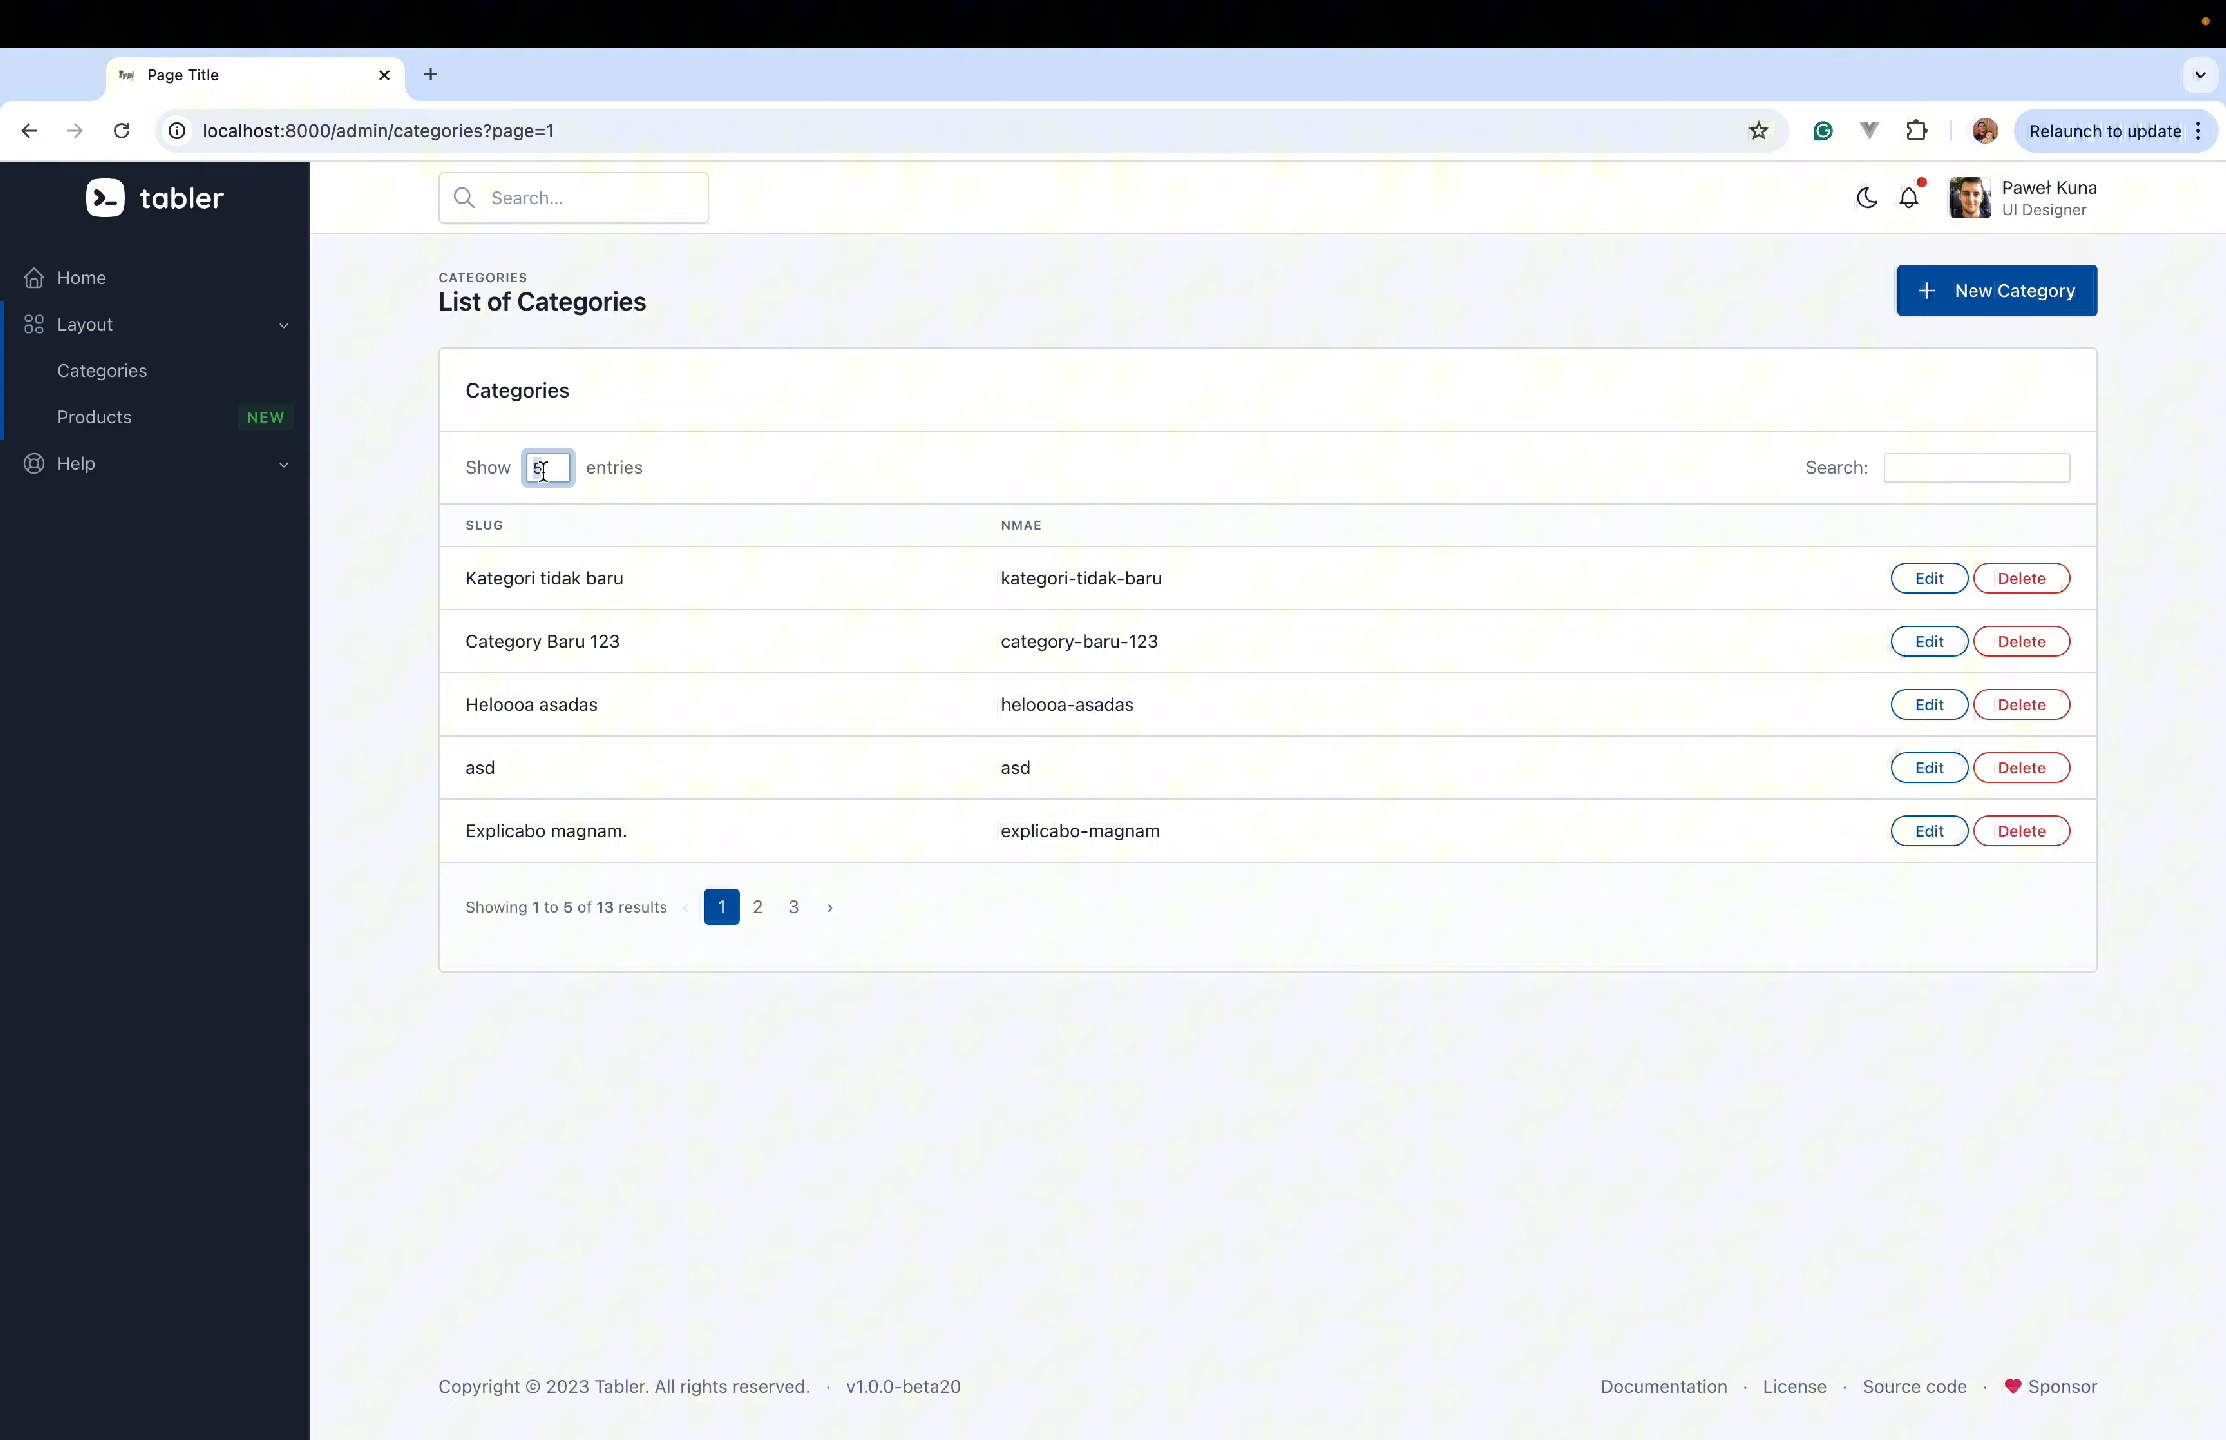 Page Title
localhost:8000/admin/categories?page=1
Relaunch to update
tabler
Search...
Paweł Kuna
UI Designer
Home
Layout
Categories
Products NEW
Help
CATEGORIES
List of Categories
New Category
Categories
Show 5 entries
Search:
SLUG NMAE
Kategori tidak baru kategori-tidak-baru Edit Delete
Category Baru 123 category-baru-123 Edit Delete
Heloooa asadas heloooa-asadas Edit Delete
asd asd Edit Delete
Explicabo magnam. explicabo-magnam Edit Delete
Showing 1 to 5 of 13 results ‹ 1 2 3 ›
Copyright © 2023 Tabler. All rights reserved. · v1.0.0-beta20
Documentation · License · Source code · Sponsor